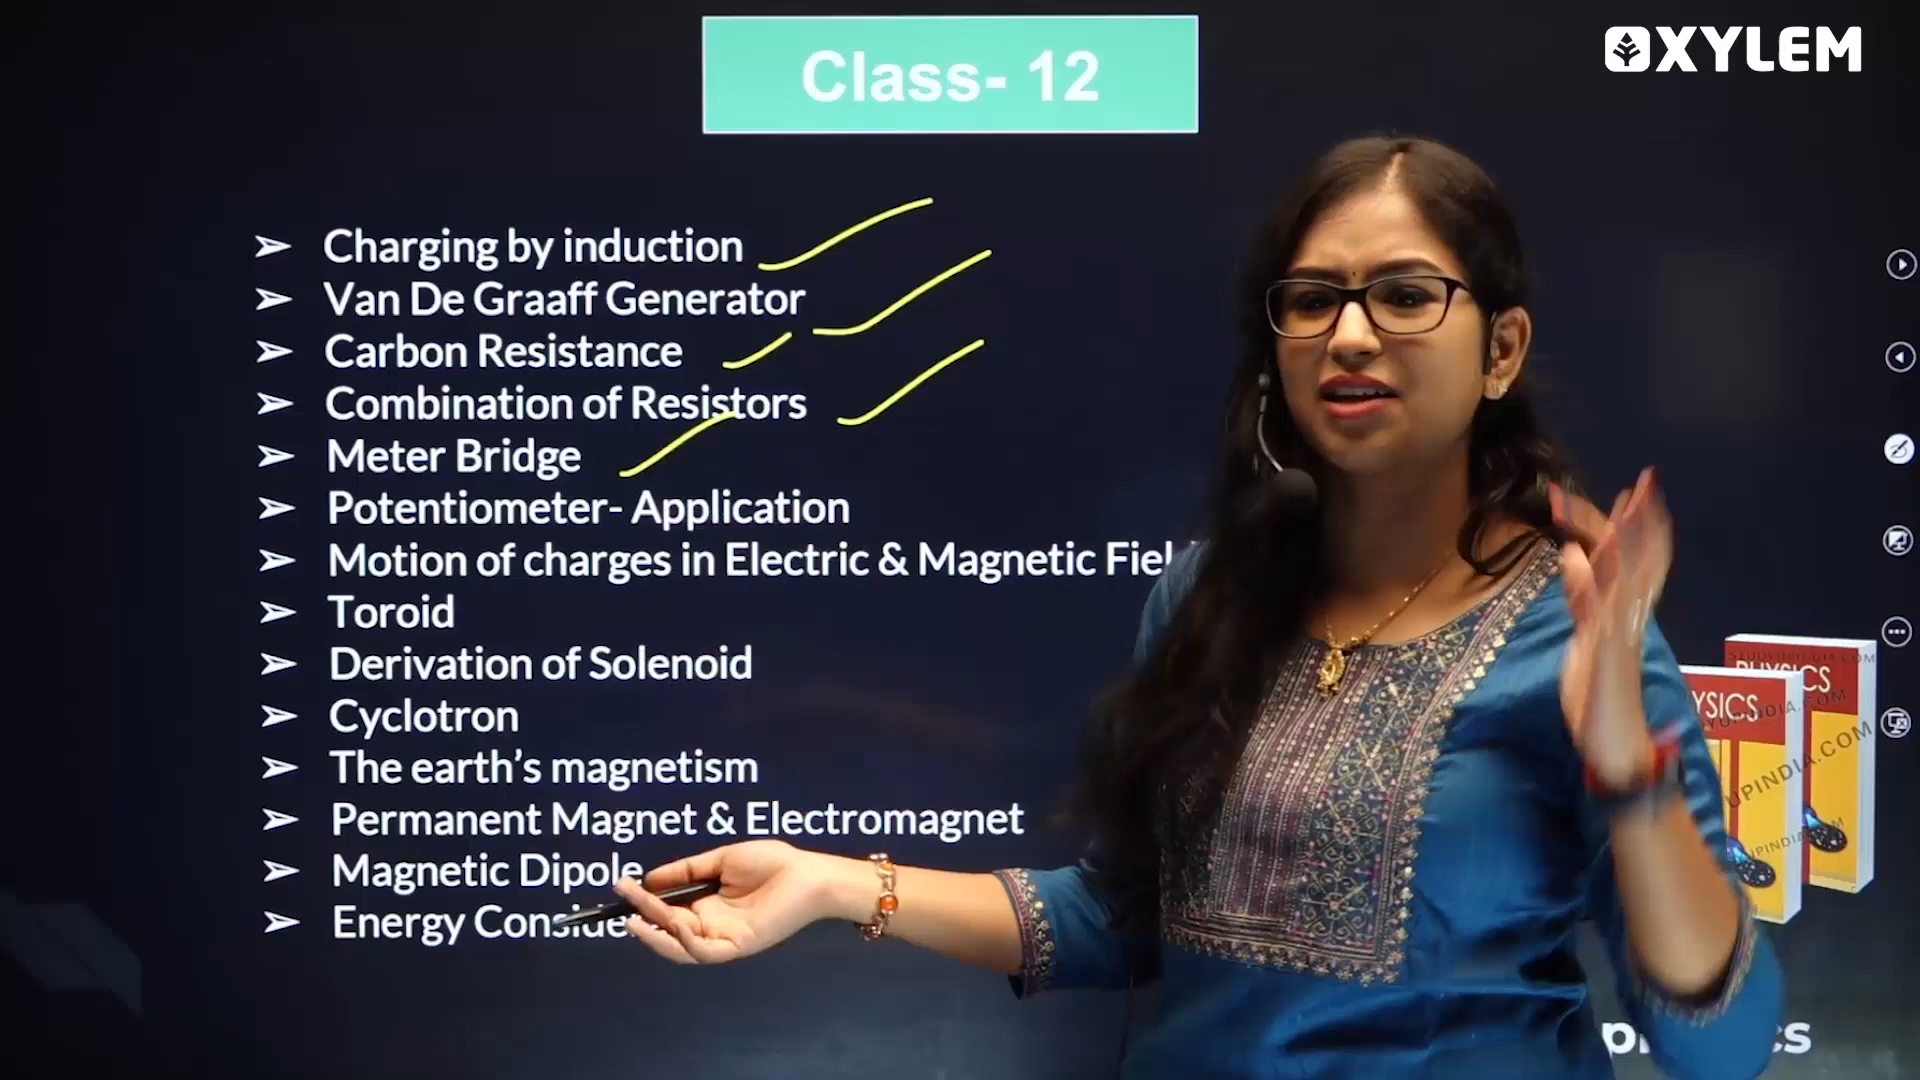 XYLEM
Class- 12
Charging by induction
Van De Graaff Generator
Carbon Resistance
Combination of Resistors
Meter Bridge
Potentiometer- Application
Motion of charges in Electric & Magnetic
Toroid
Derivation of Solenoid
Cyclotron
The earth's magnetism
Permanent Magnet & Electromagnet
Magnetic Dipole
Energy
PHYSICS